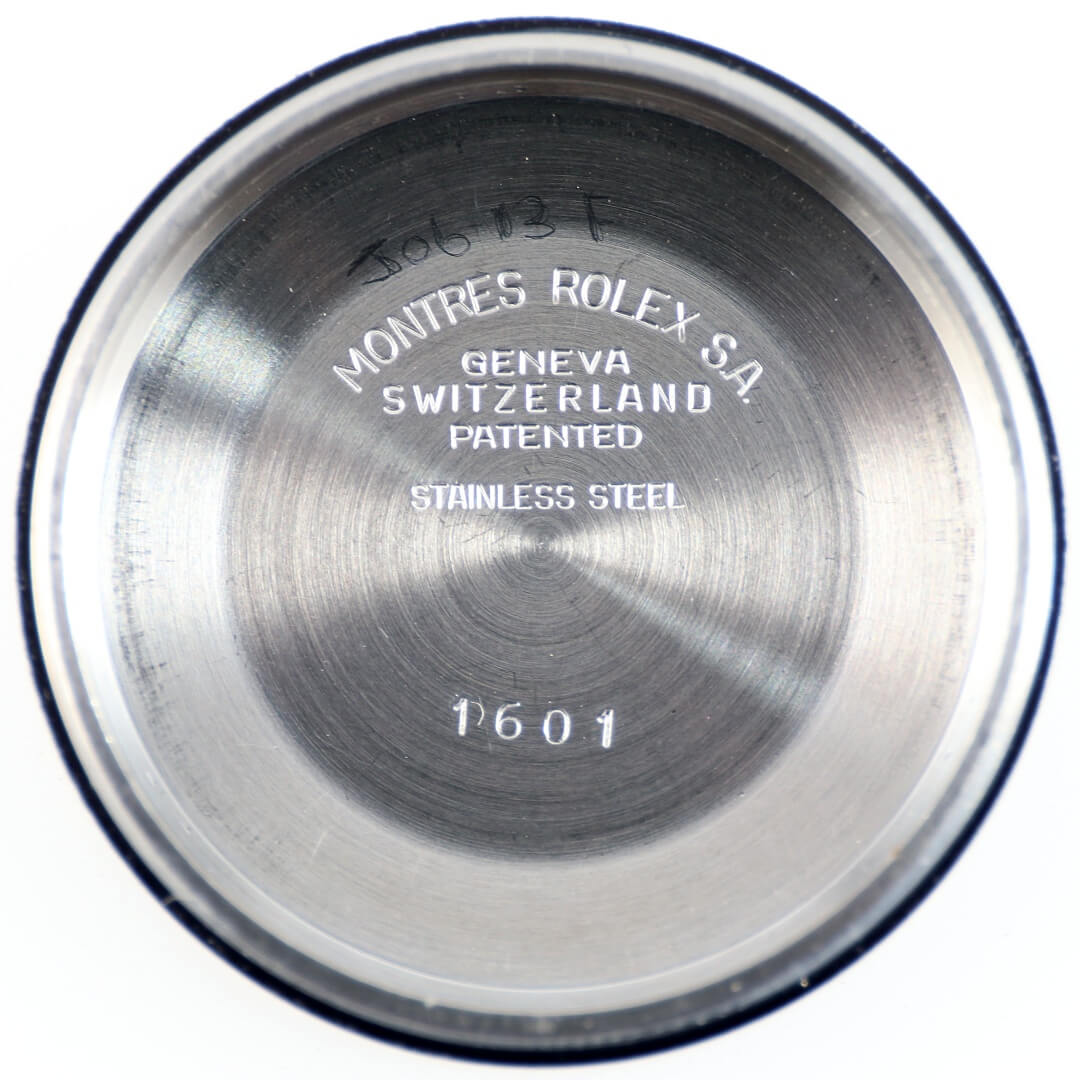 MONTRES ROLEX S.A.
GENEVA
SWITZERLAND
PATENTED
STAINLESS STEEL
1601